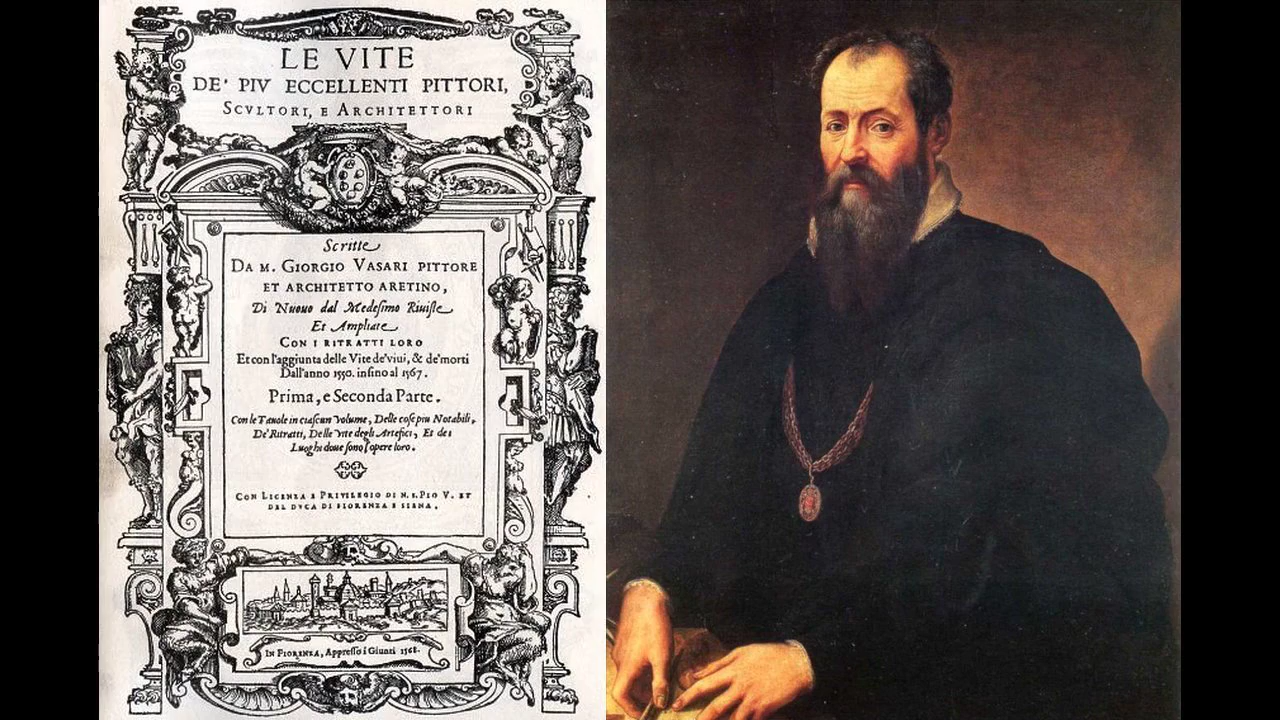 LE VITE
DE' PIV ECCELLENTI PITTORI,
SCVLTORI, E ARCHITETTORI
Scritte
DA M. GIORGIO VASARI PITTORE
ET ARCHITETTO ARETINO,
Di Nuouo dal Medesimo Riuiste
Et Ampliate
CON I RITRATTI LORO
Et con l'aggiunta delle Vite de' viui, & de' morti
Dall'anno 1550. infino al 1567.
Prima, e Seconda Parte.
Con le Tauole in ciascun volume, Delle cose piu Notabili,
De' Ritratti, Delle vite degli Artefici, Et dei
Luoghi doue sono l'opere loro.
CON LICENZA E PRIVILEGIO DI N. S. PIO V. ET
DEL DVCA DI FIORENZA E SIENA.
IN FIORENZA, Appresso i Giunti 1568.